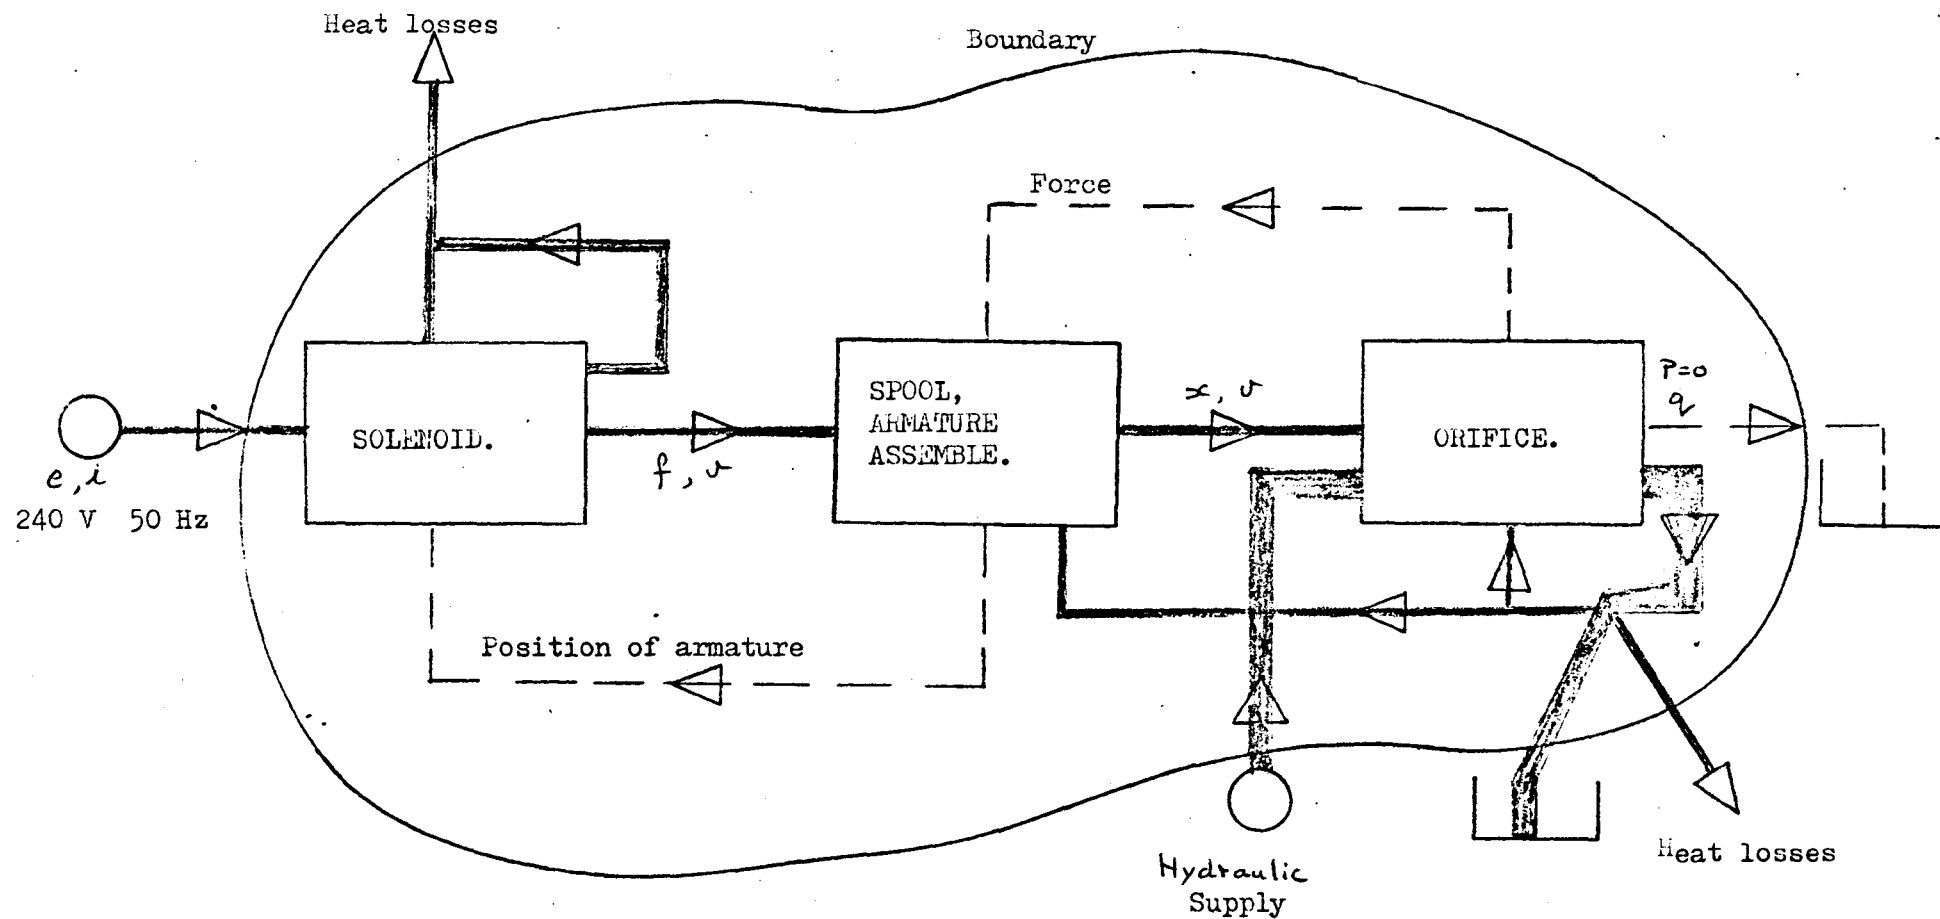 Heat losses
Boundary
Force
P=0
q
x, v
SPOOL,
ARMATURE
ASSEMBLE.
SOLENOID.
ORIFICE.
f, v
e, i
240 V 50 Hz
Position of armature
Heat losses
Hydraulic
Supply